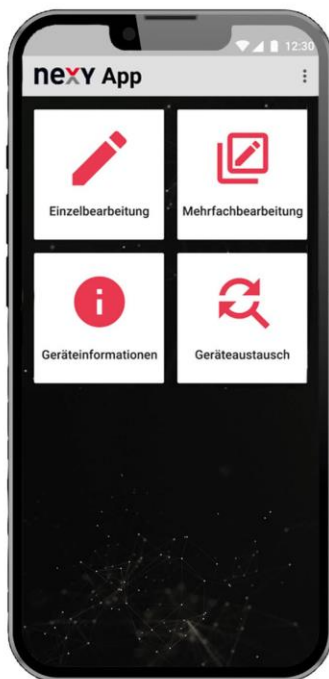 12:30
neXY App
Einzelbearbeitung
Mehrfachbearbeitung
Geräteinformationen
Geräteaustausch